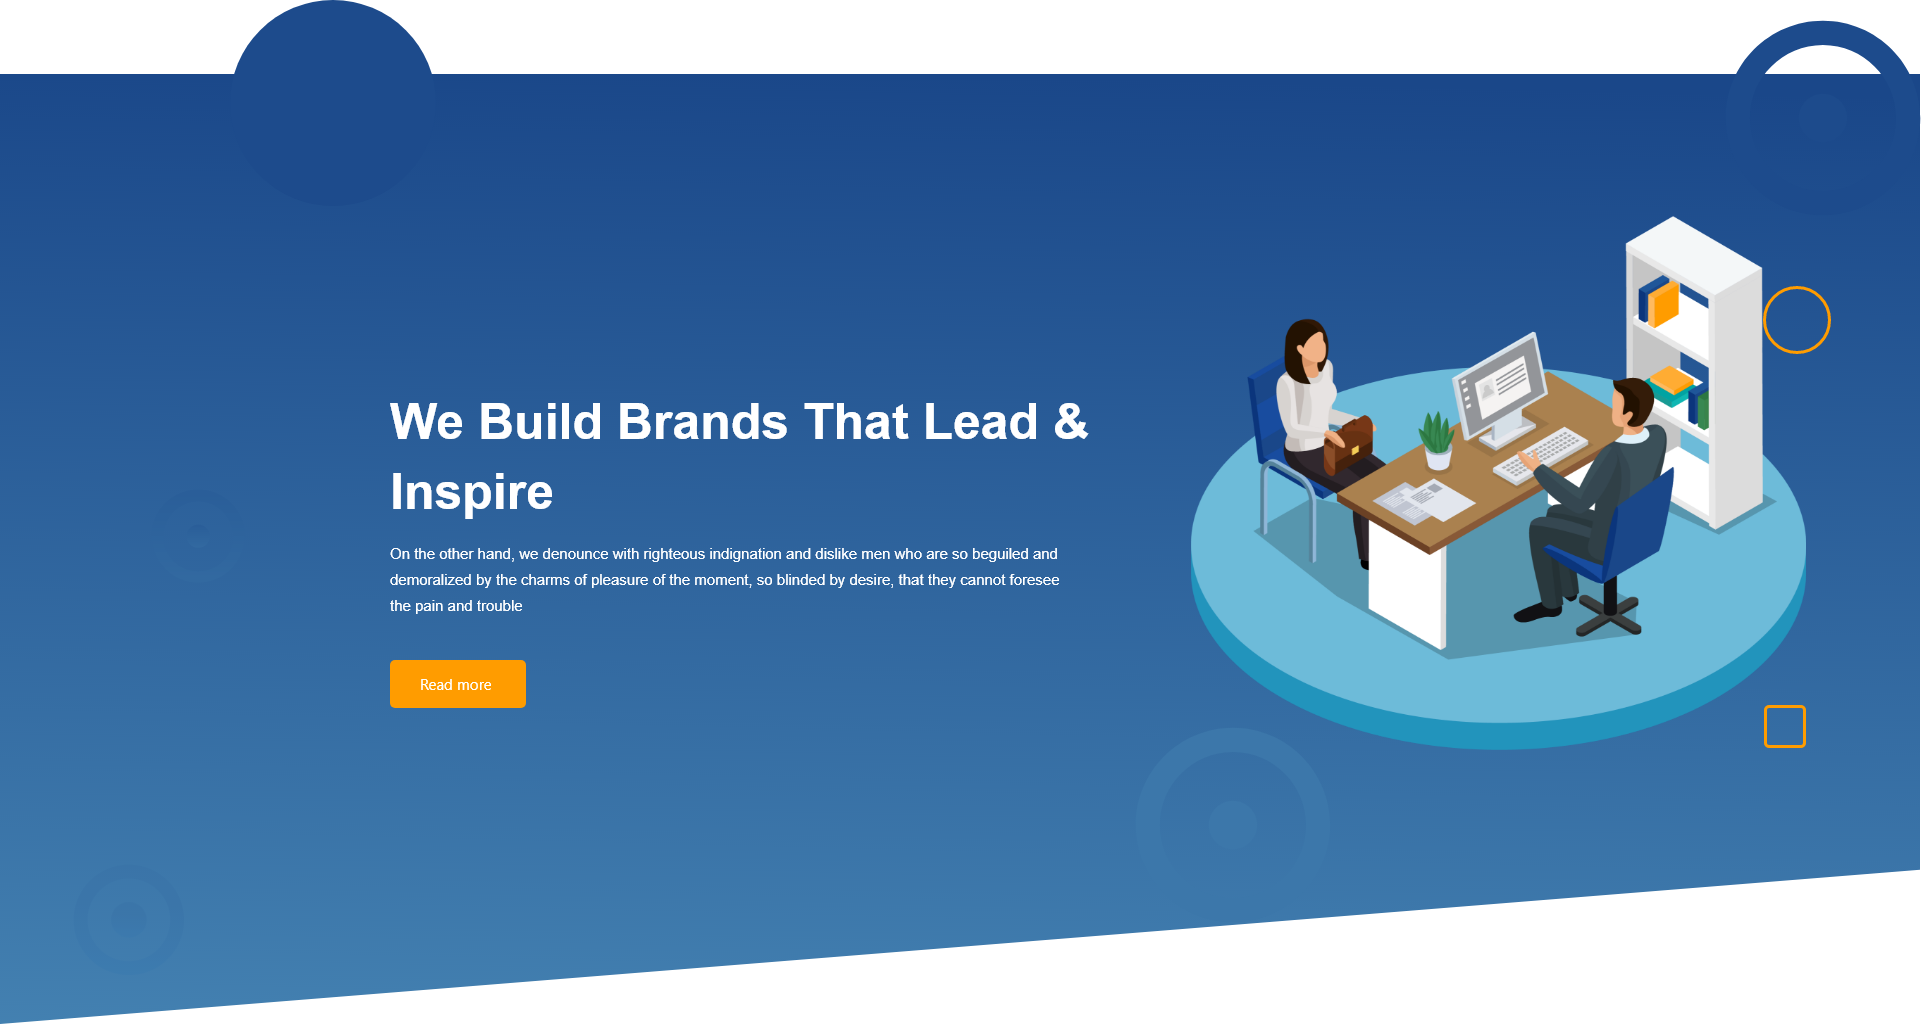 We Build Brands That Lead &
Inspire
On the other hand, we denounce with righteous indignation and dislike men who are so beguiled and
demoralized by the charms of pleasure of the moment, so blinded by desire, that they cannot foresee
the pain and trouble
Read more